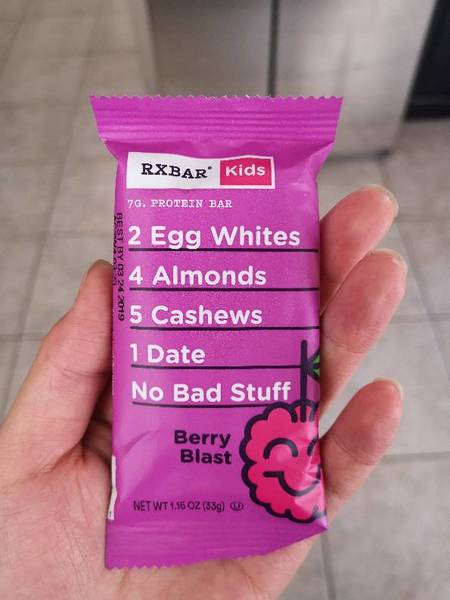 RXBAR® Kids
7G. PROTEIN BAR
2 Egg Whites
4 Almonds
5 Cashews
1 Date
No Bad Stuff
Berry
Blast
NET WT 1.16 OZ (33g) U
BEST BY 03 24 2019